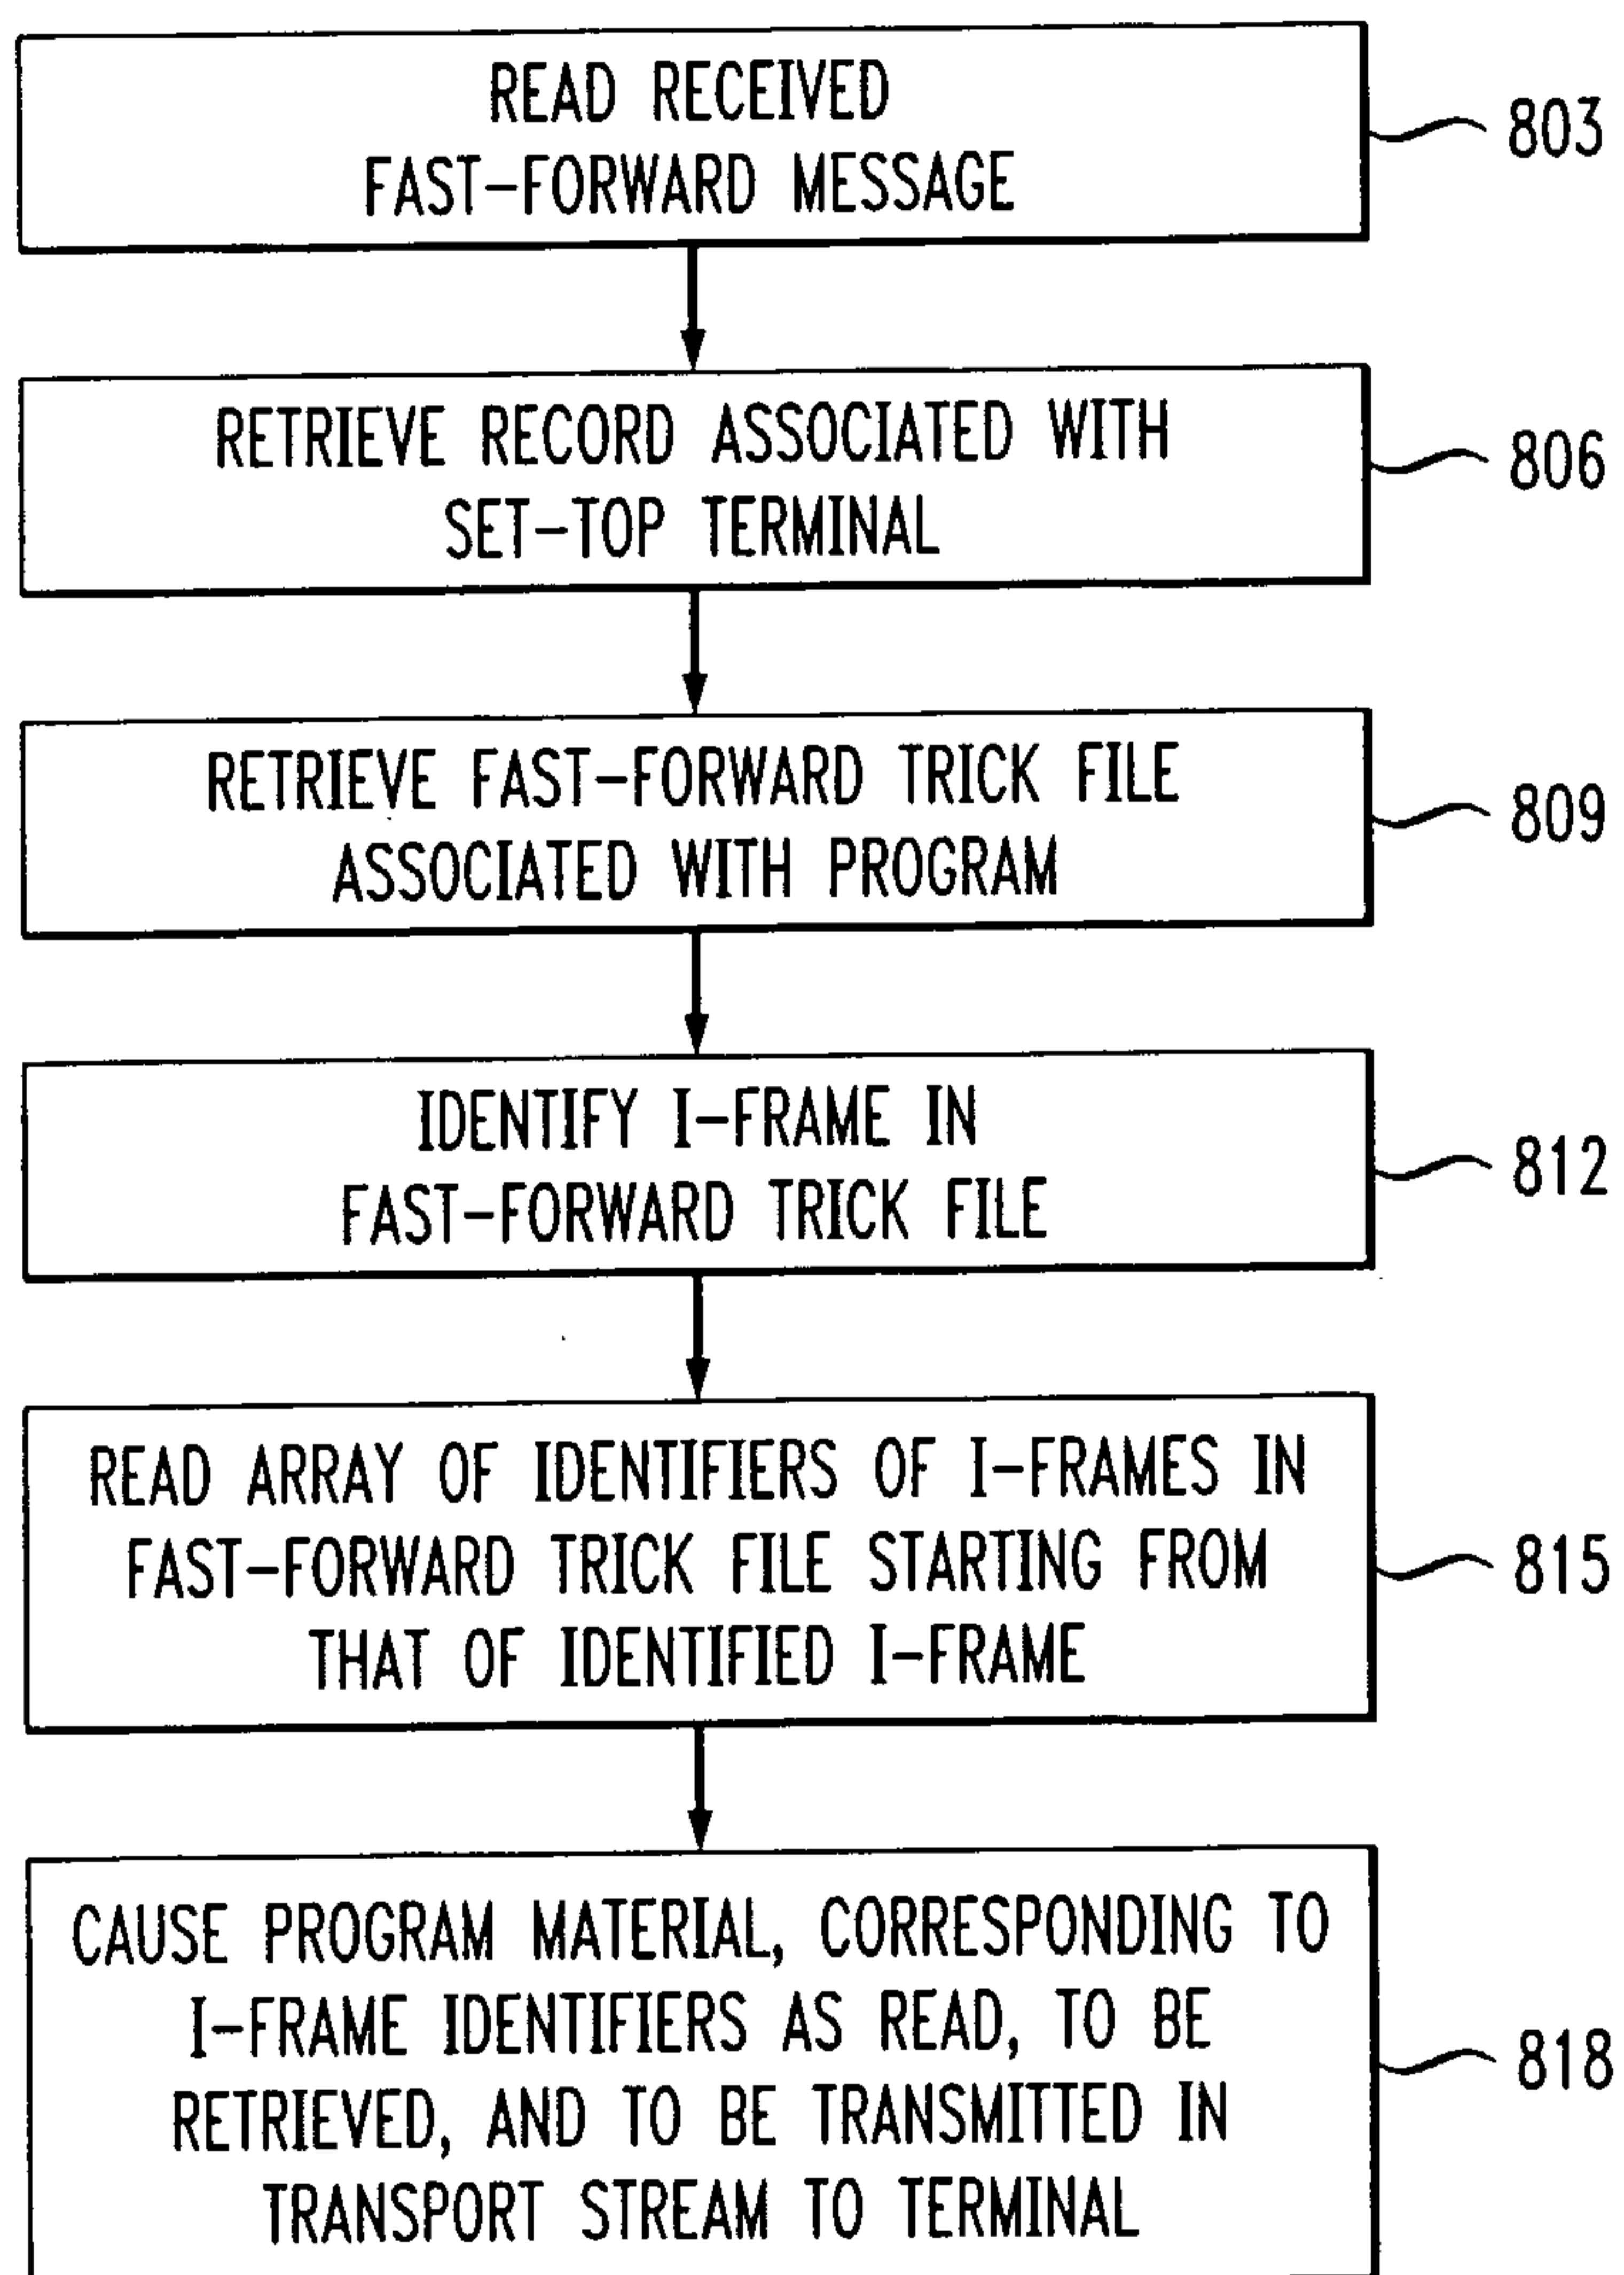 READ RECEIVED
FAST-FORWARD MESSAGE
803
RETRIEVE RECORD ASSOCIATED WITH
SET-TOP TERMINAL
806
RETRIEVE FAST-FORWARD TRICK FILE
ASSOCIATED WITH PROGRAM
809
IDENTIFY I-FRAME IN
FAST-FORWARD TRICK FILE
812
READ ARRAY OF IDENTIFIERS OF I-FRAMES IN
FAST-FORWARD TRICK FILE STARTING FROM
THAT OF IDENTIFIED I-FRAME
815
CAUSE PROGRAM MATERIAL, CORRESPONDING TO
I-FRAME IDENTIFIERS AS READ, TO BE
RETRIEVED, AND TO BE TRANSMITTED IN
TRANSPORT STREAM TO TERMINAL
818